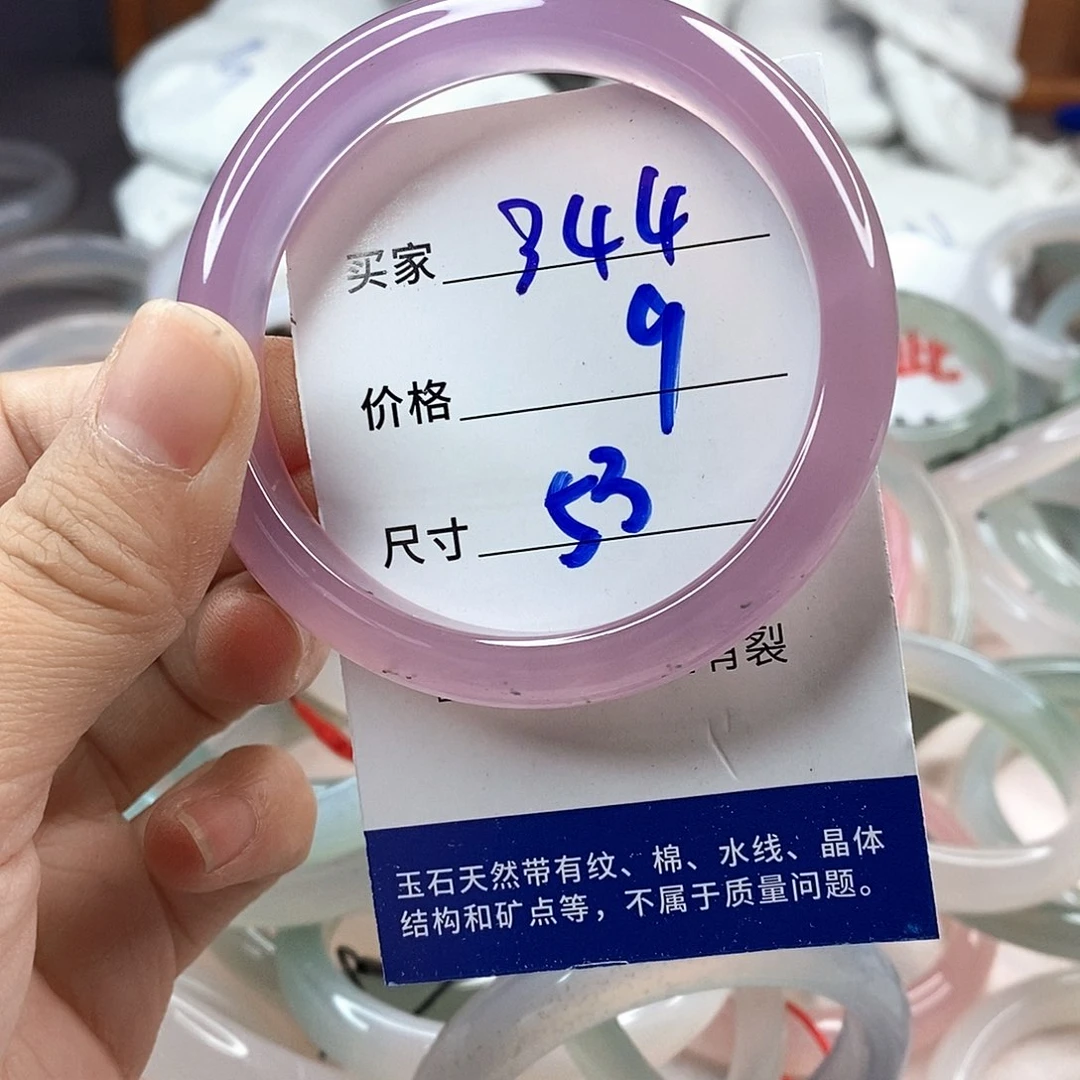 买家 344
价格 9
尺寸 53
有裂
玉石天然带有纹、棉、水线、晶体
结构和矿点等，不属于质量问题。